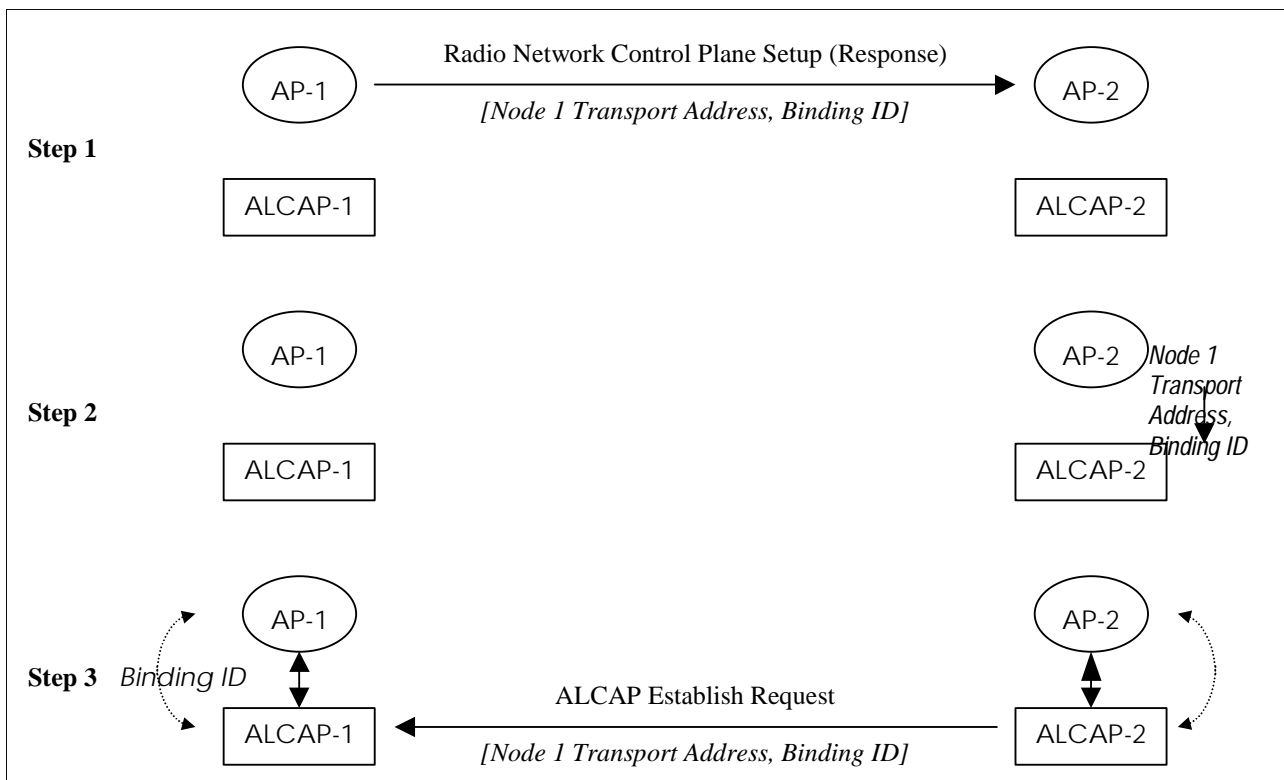 Radio Network Control Plane Setup (Response)
AP-1
AP-2
[Node 1 Transport Address, Binding ID]
Step 1
ALCAP-1
ALCAP-2
AP-1
AP-2
Node 1
Transport
Address,
Binding ID
Step 2
ALCAP-1
ALCAP-2
AP-1
AP-2
Step 3
Binding ID
ALCAP Establish Request
ALCAP-1
ALCAP-2
[Node 1 Transport Address, Binding ID]